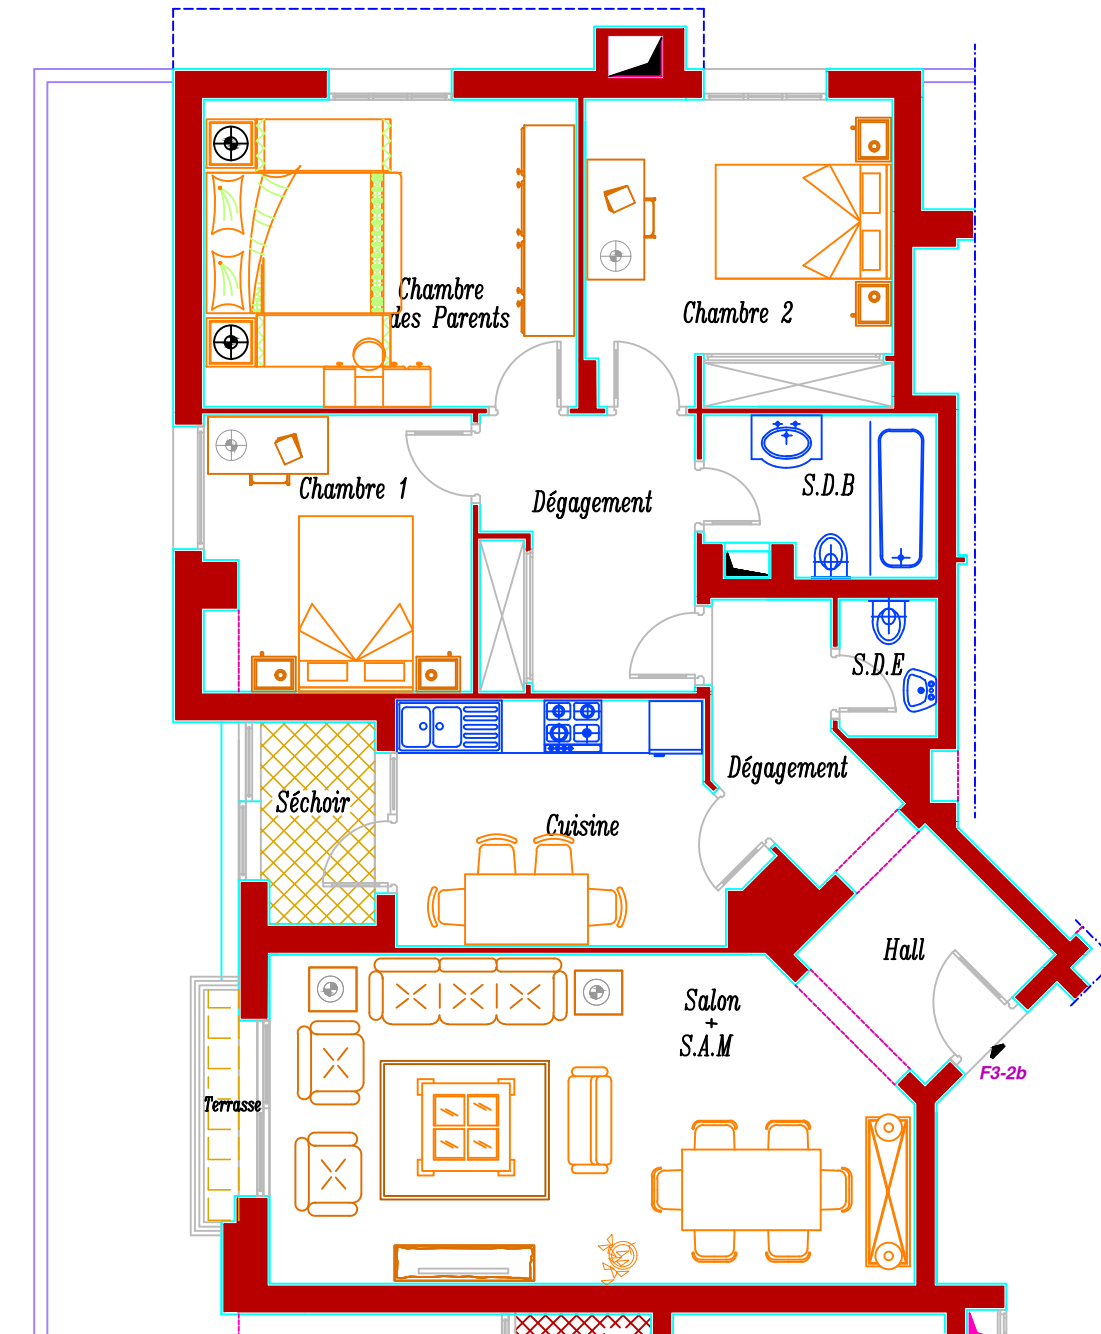 Chambre
des Parents
Chambre 2
Chambre 1
Dégagement
S.D.B
S.D.E
Dégagement
Séchoir
Cuisine
Hall
Salon
+
S.A.M
F3-2b
Terrasse